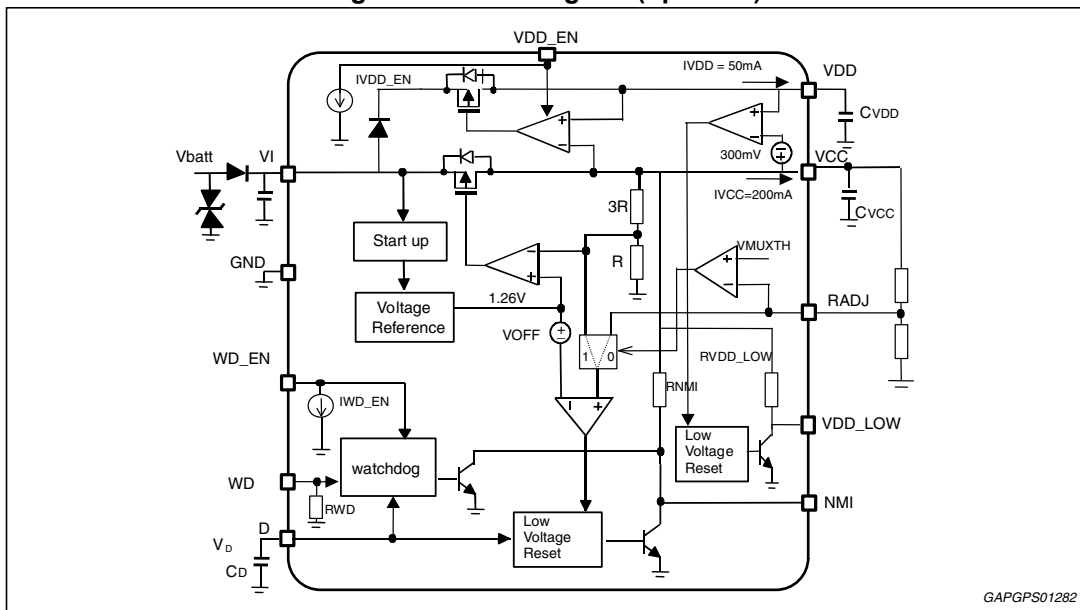 VDD_EN
IVDD_EN
IVDD = 50mA
VDD
CVDD
300mV
VCC
IVCC=200mA
CVCC
Vbatt
VI
3R
R
Start up
GND
Voltage
Reference
1.26V
VOFF
VMUXTH
RADJ
1
0
RVDD_LOW
RNMI
WD_EN
IWD_EN
VDD_LOW
Low
Voltage
Reset
watchdog
WD
RWD
NMI
D
VD
CD
Low
Voltage
Reset
GAPGPS01282